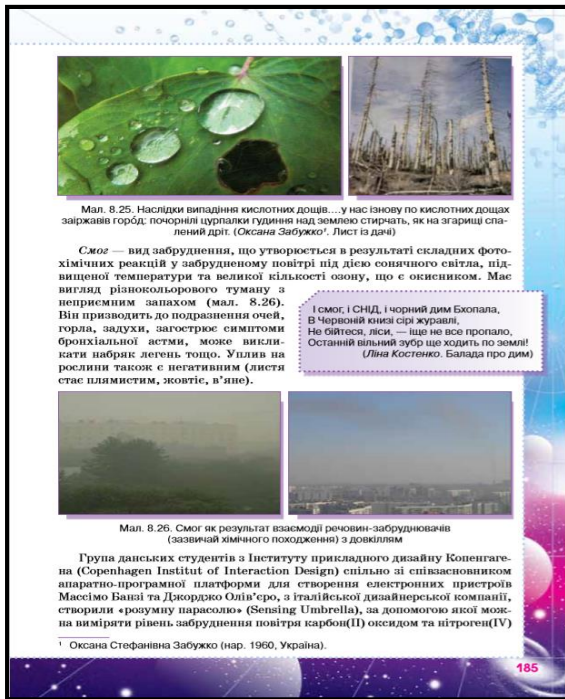 Мал. 8.25. Наслідки випадіння кислотних дощів....у нас ізнову по кислотних дощах
заіржавів горо́д: почорнілі цурпалки гудиння над землею стирчать, як на згарищі спа-
лений дріт. (Оксана Забужко¹. Лист із дачі)
Смог — вид забруднення, що утворюється в результаті складних фото-
хімічних реакцій у забрудненому повітрі під дією сонячного світла, під-
вищеної температури та великої кількості озону, що є окисником. Має
вигляд різнокольорового туману з
неприємним запахом (мал. 8.26).
Він призводить до подразнення очей,
горла, задухи, загострює симптоми
бронхіальної астми, може викли-
кати набряк легень тощо. Уплив на
рослини також є негативним (листя
стає плямистим, жовтіє, в’яне).
І смог, і СНІД, і чорний дим Бхопала,
В Червоній книзі сірі журавлі,
Не бійтеся, ліси, — іще не все пропало,
Останній вільний зубр ще ходить по землі!
(Ліна Костенко. Балада про дим)
Мал. 8.26. Смог як результат взаємодії речовин-забруднювачів
(зазвичай хімічного походження) з довкіллям
Група данських студентів з Інституту прикладного дизайну Копенгаге-
на (Copenhagen Institut of Interaction Design) спільно зі співзасновником
апаратно-програмної платформи для створення електронних пристроїв
Массімо Банзі та Джорджо Олів’єро, з італійської дизайнерської компанії,
створили «розумну парасолю» (Sensing Umbrella), за допомогою якої мож-
на виміряти рівень забруднення повітря карбон(ІІ) оксидом та нітроген(IV)
¹ Оксана Стефанівна Забужко (нар. 1960, Україна).
185